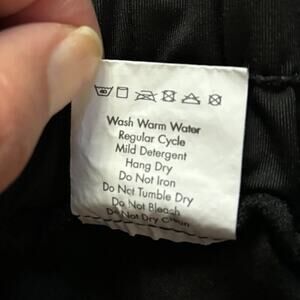 Wash Warm Water
Regular Cycle
Mild Detergent
Hang Dry
Do Not Iron
Do Not Tumble Dry
Do Not Bleach
Do Not Dry Clean